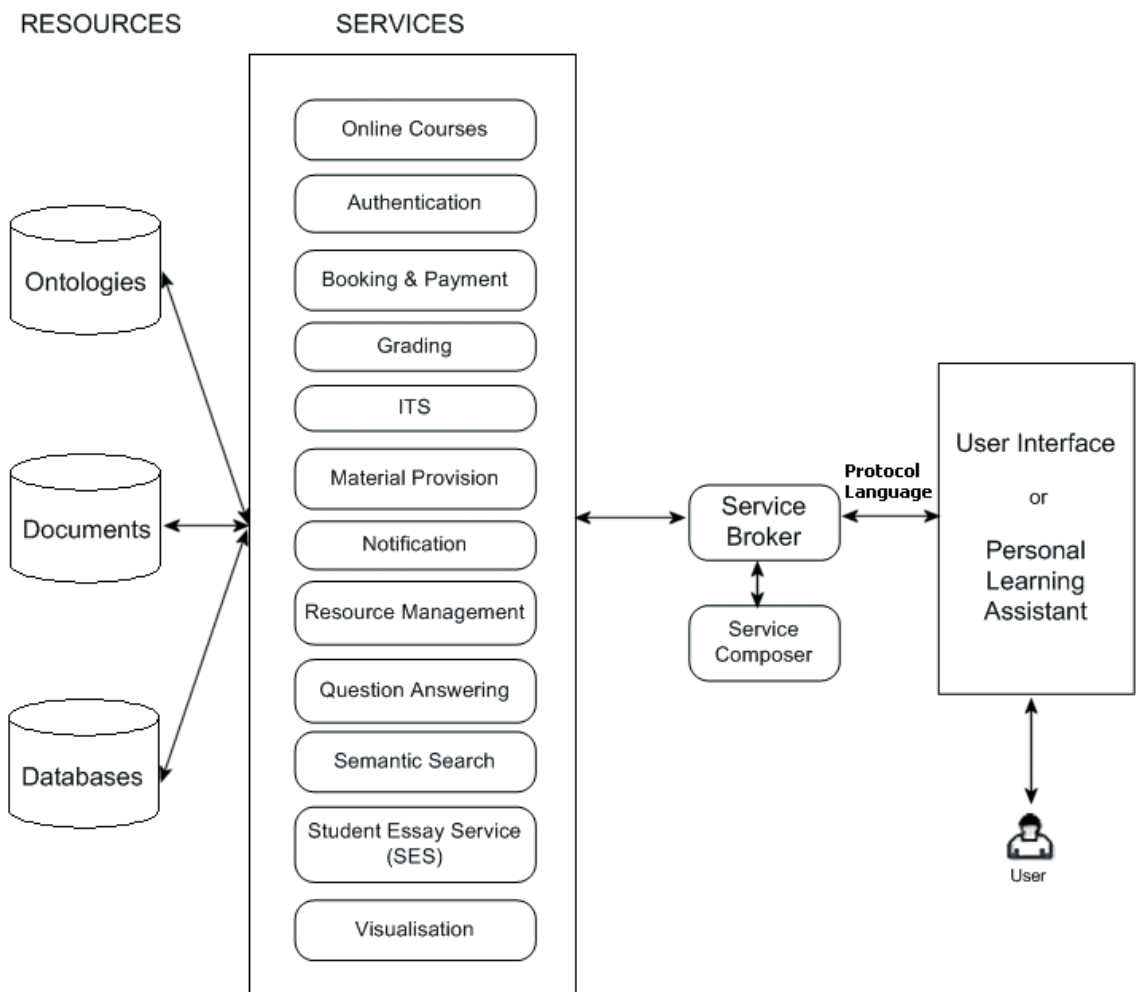 RESOURCES
SERVICES
Online Courses
Authentication
Booking & Payment
Grading
ITS
Material Provision
Notification
Resource Management
Question Answering
Semantic Search
Student Essay Service
(SES)
Visualisation
Ontologies
Documents
Databases
Service
Broker
Service
Composer
Protocol
Language
User Interface
or
Personal
Learning
Assistant
User